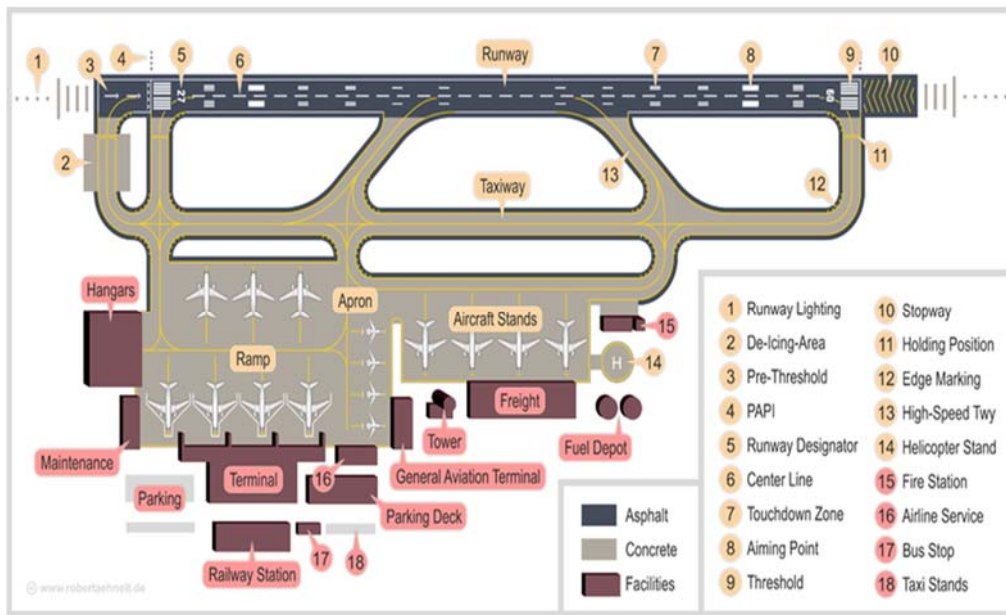 1
3
4
5
6
Runway
7
8
9
10
27
09
2
11
13
12
Taxiway
Hangars
Apron
Aircraft Stands
15
Ramp
H
14
Freight
Tower
Fuel Depot
Maintenance
16
General Aviation Terminal
Terminal
Parking
Parking Deck
Railway Station
17
18
Asphalt
Concrete
Facilities
1 Runway Lighting
2 De-Icing-Area
3 Pre-Threshold
4 PAPI
5 Runway Designator
6 Center Line
7 Touchdown Zone
8 Aiming Point
9 Threshold
10 Stopway
11 Holding Position
12 Edge Marking
13 High-Speed Twy
14 Helicopter Stand
15 Fire Station
16 Airline Service
17 Bus Stop
18 Taxi Stands